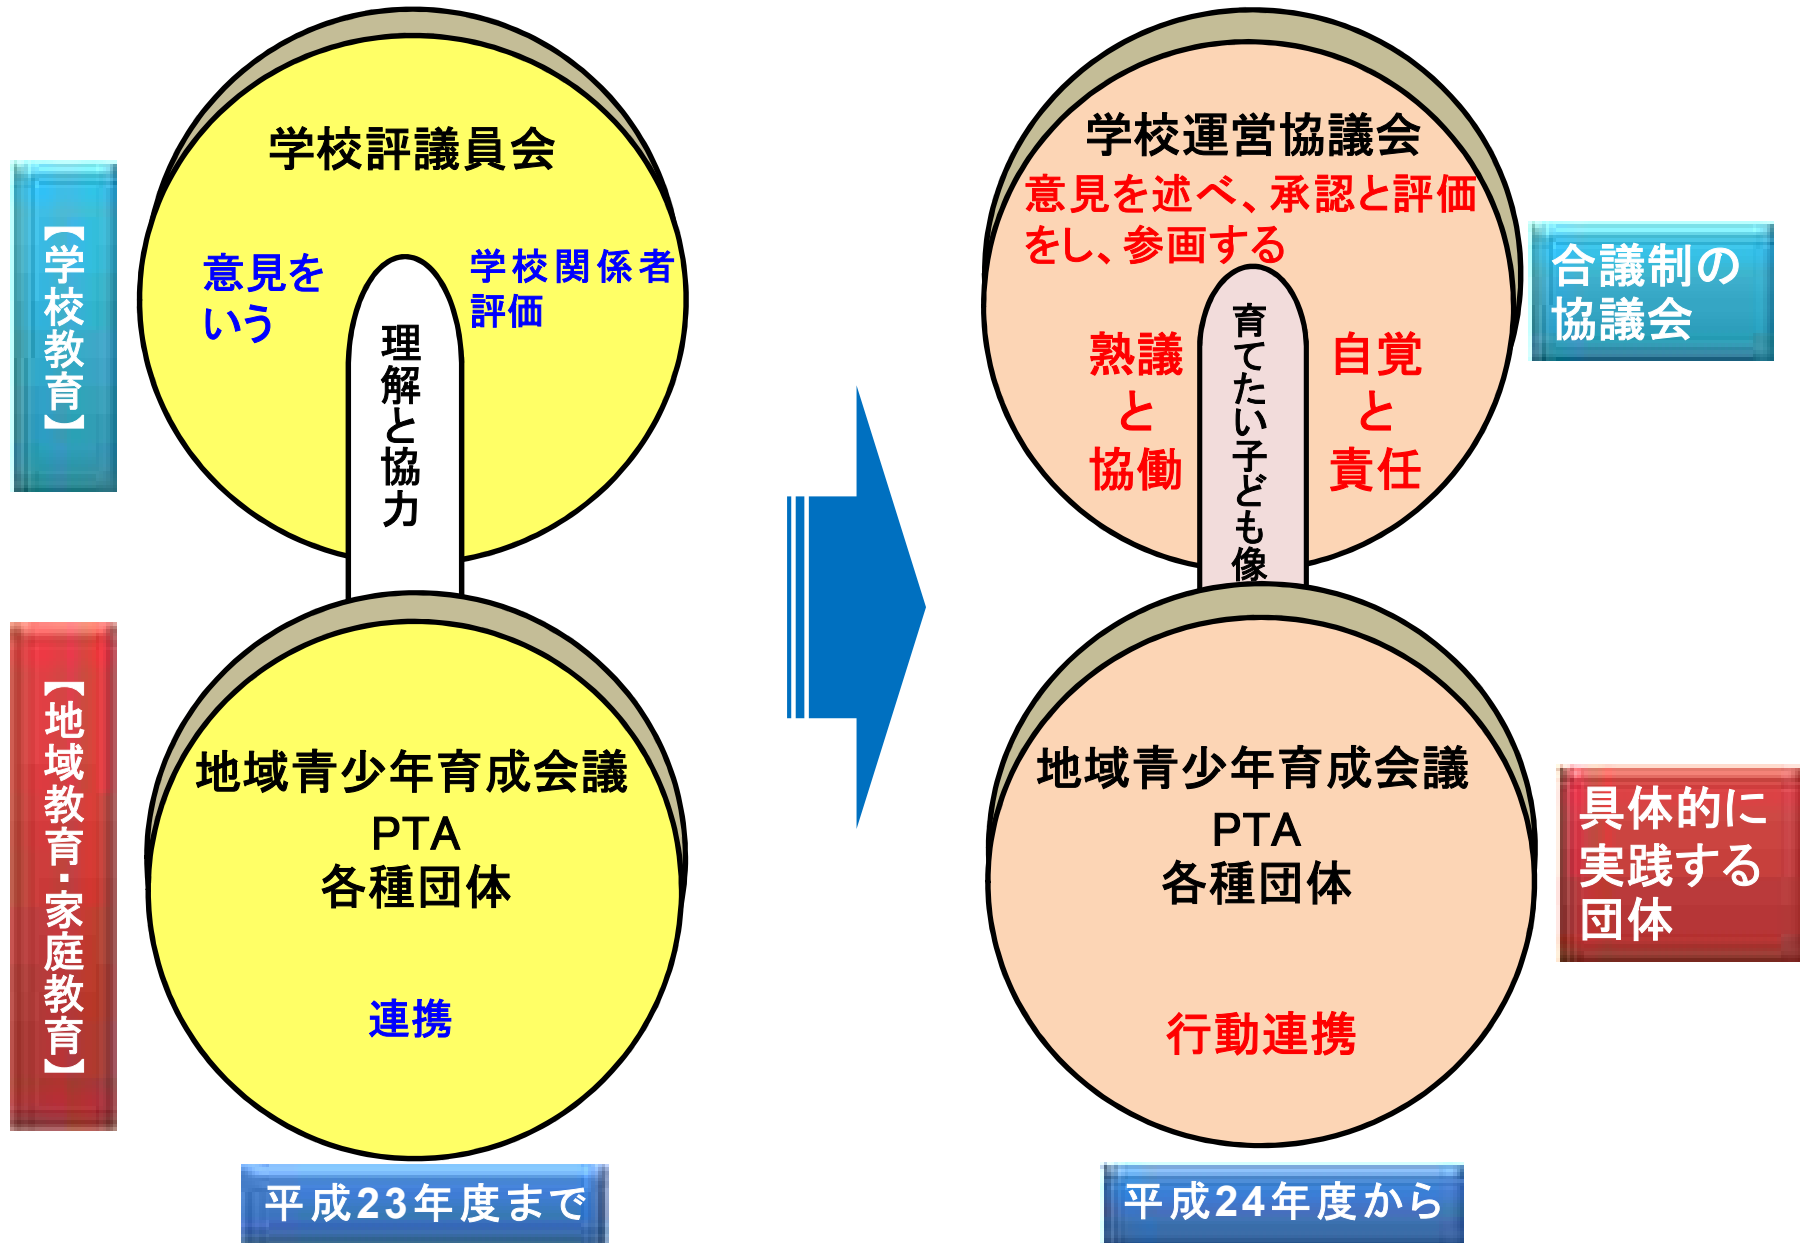 【学校教育】
学校評議員会
意見を
いう
学校関係者
評価
理解と協力
【地域教育・家庭教育】
地域青少年育成会議
PTA
各種団体
連携
平成23年度まで
学校運営協議会
意見を述べ、承認と評価
をし、参画する
熟議
と
協働
育てたい子ども像
自覚
と
責任
合議制の
協議会
地域青少年育成会議
PTA
各種団体
行動連携
具体的に
実践する
団体
平成24年度から